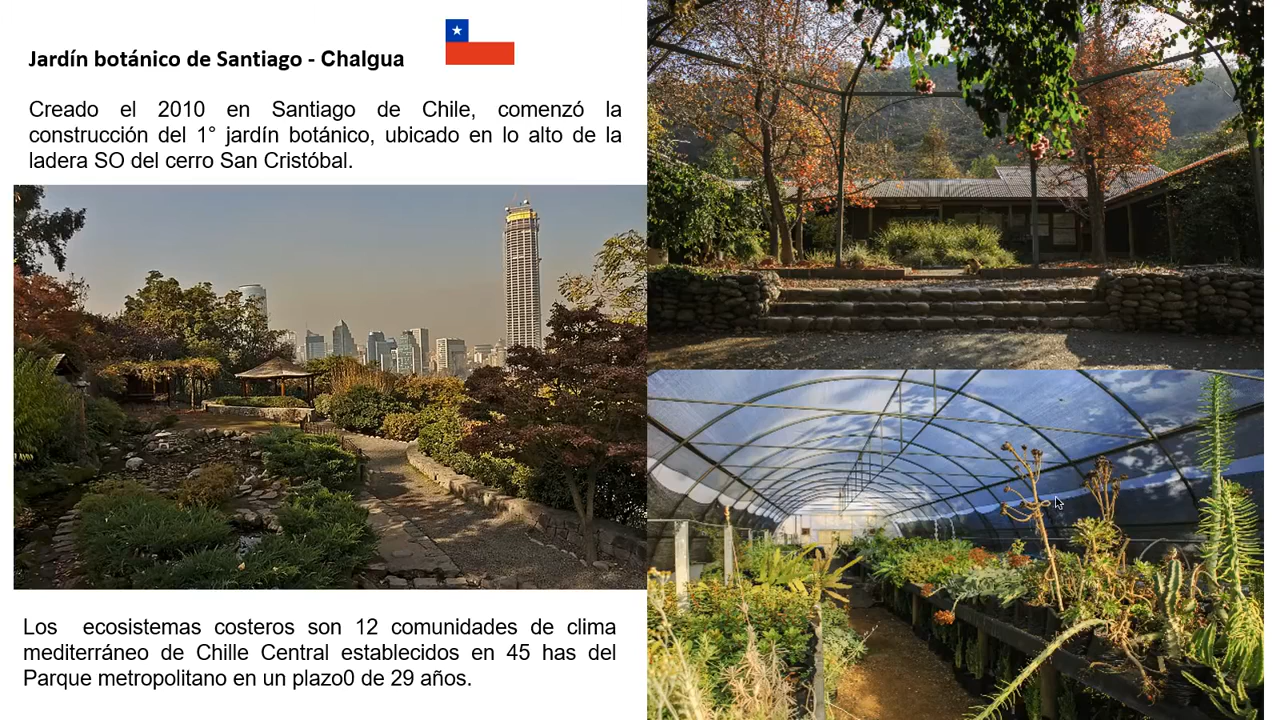 Jardín botánico de Santiago - Chalgua
Creado el 2010 en Santiago de Chile, comenzó la
construcción del 1° jardín botánico, ubicado en lo alto de la
ladera SO del cerro San Cristóbal.
Los ecosistemas costeros son 12 comunidades de clima
mediterráneo de Chille Central establecidos en 45 has del
Parque metropolitano en un plazo0 de 29 años.